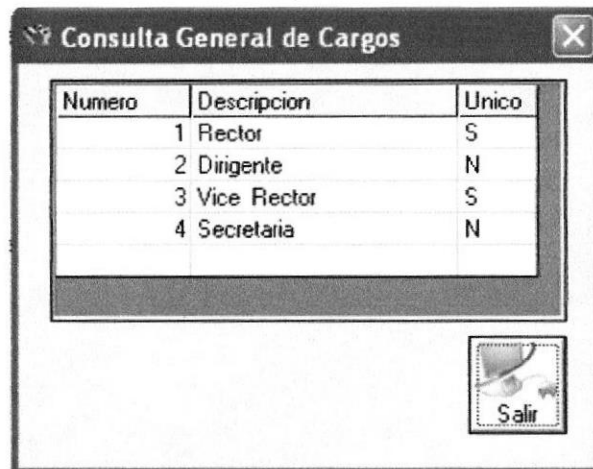 Consulta General de Cargos
Numero Descripcion Unico
1 Rector S
2 Dirigente N
3 Vice Rector S
4 Secretaria N
Salir